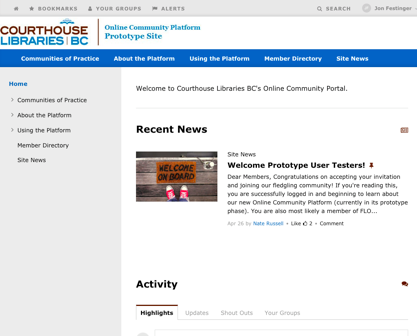 BOOKMARKS YOUR GROUPS ALERTS SEARCH Jon Festinger
COURTHOUSE
LIBRARIES BC
Online Community Platform
Prototype Site
Communities of Practice About the Platform Using the Platform Member Directory Site News
Home
Communities of Practice
About the Platform
Using the Platform
Member Directory
Site News
Welcome to Courthouse Libraries BC's Online Community Portal.
Recent News
WELCOME
ON BOARD
Site News
Welcome Prototype User Testers!
Dear Members, Congratulations on accepting your invitation
and joining our fledgling community! If you're reading this,
you are successfully logged in and beginning to learn about
our new Online Community Platform (currently in its prototype
phase). You are also most likely a member of FLO...
Apr 26 by Nate Russell • Like 2 • Comment
Activity
Highlights Updates Shout Outs Your Groups